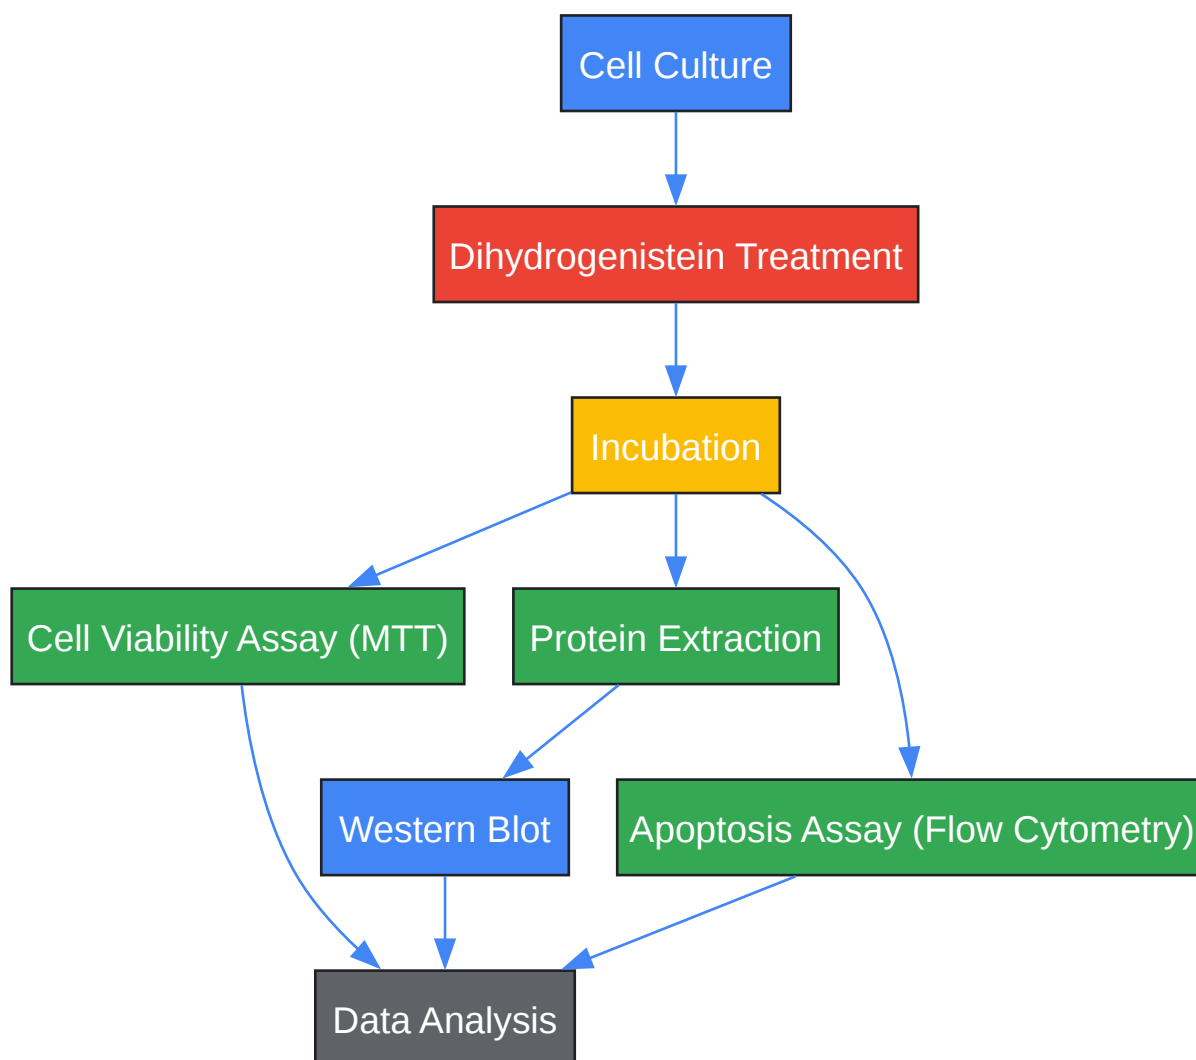 Cell Culture
Dihydrogenistein Treatment
Incubation
Cell Viability Assay (MTT)
Protein Extraction
Western Blot
Apoptosis Assay (Flow Cytometry)
Data Analysis